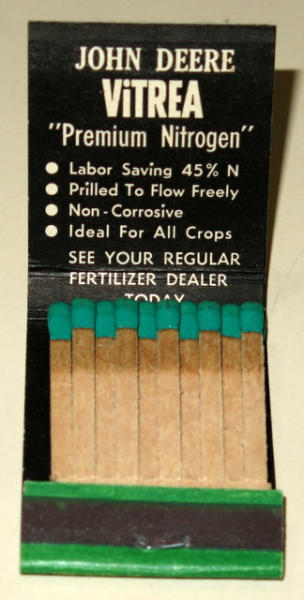 JOHN DEERE
ViTREA
"Premium Nitrogen"
• Labor Saving 45% N
• Prilled To Flow Freely
• Non-Corrosive
• Ideal For All Crops
SEE YOUR REGULAR
FERTILIZER DEALER
TODAY